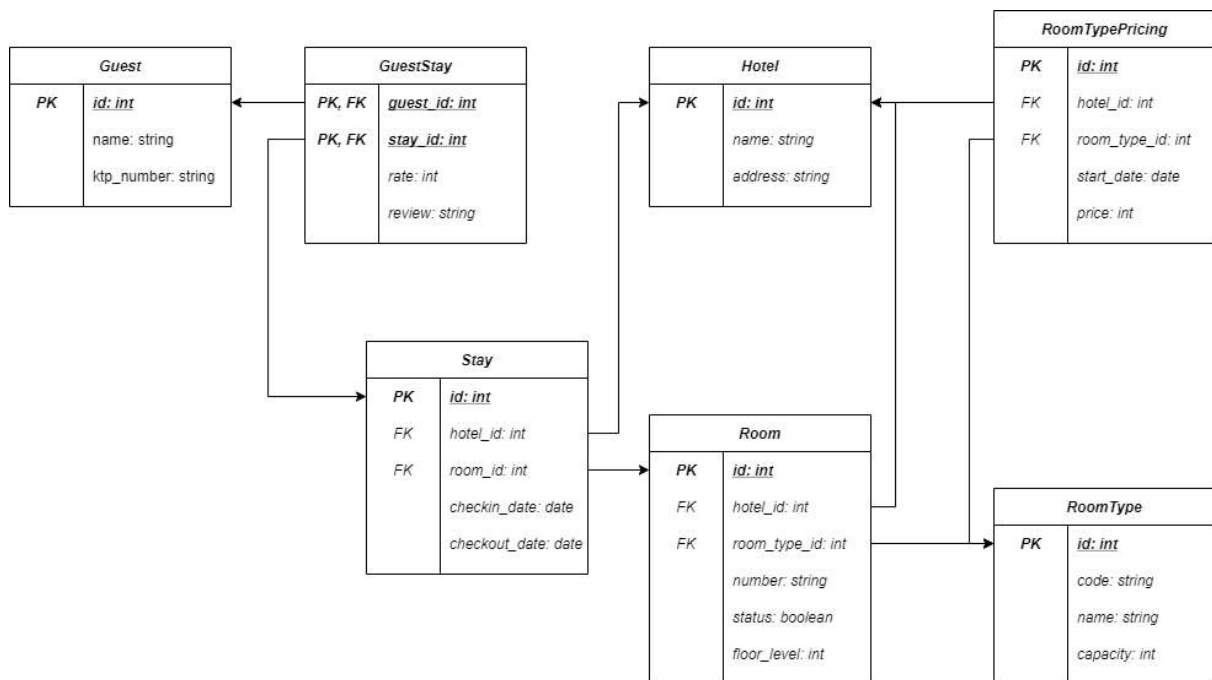 Guest
PK id: int
name: string
ktp_number: string
GuestStay
PK, FK guest_id: int
PK, FK stay_id: int
rate: int
review: string
Hotel
PK id: int
name: string
address: string
RoomTypePricing
PK id: int
FK hotel_id: int
FK room_type_id: int
start_date: date
price: int
Stay
PK id: int
FK hotel_id: int
FK room_id: int
checkin_date: date
checkout_date: date
Room
PK id: int
FK hotel_id: int
FK room_type_id: int
number: string
status: boolean
floor_level: int
RoomType
PK id: int
code: string
name: string
capacity: int